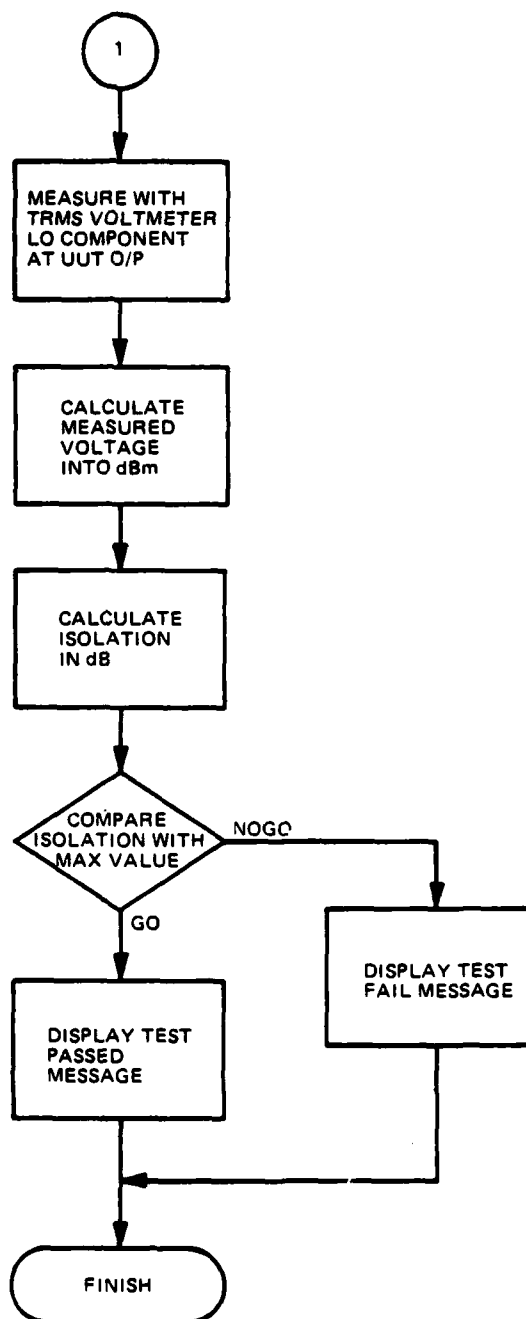 1
MEASURE WITH
TRMS VOLTMETER
LO COMPONENT
AT UUT O/P
CALCULATE
MEASURED
VOLTAGE
INTO dBm
CALCULATE
ISOLATION
IN dB
COMPARE
ISOLATION WITH
MAX VALUE
NOGO
GO
DISPLAY TEST
FAIL MESSAGE
DISPLAY TEST
PASSED
MESSAGE
FINISH